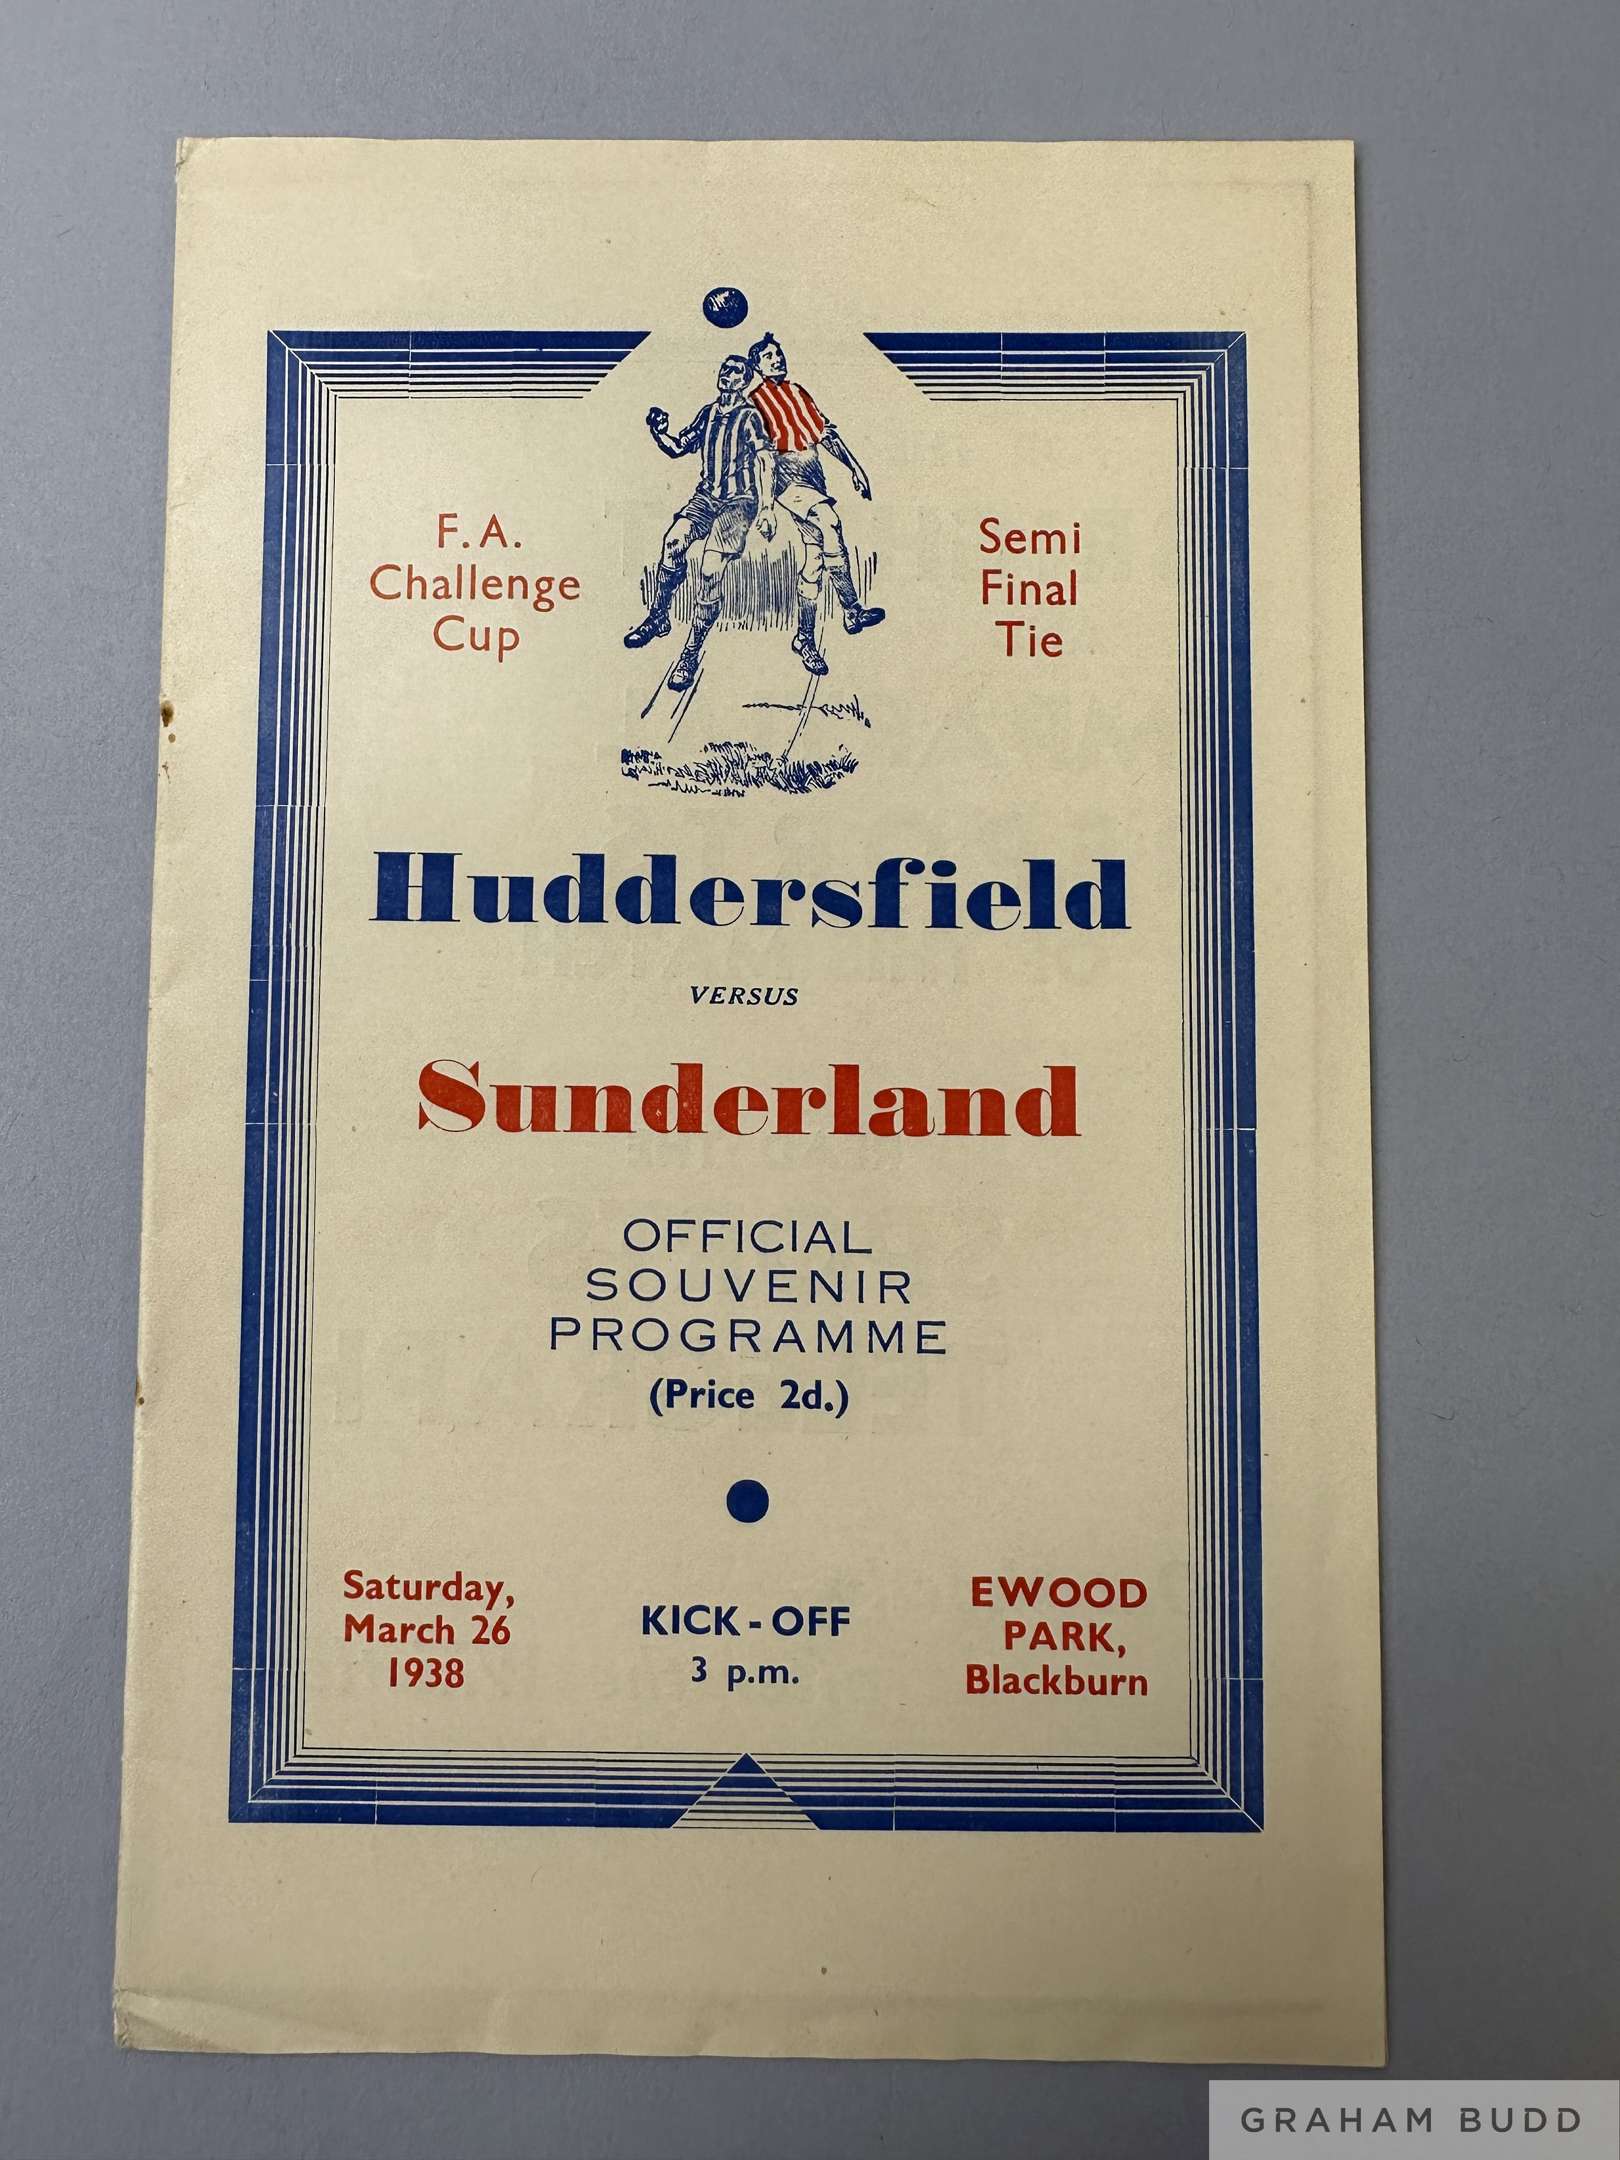 F. A.
Challenge
Cup
Semi
Final
Tie
Huddersfield
VERSUS
Sunderland
OFFICIAL
SOUVENIR
PROGRAMME
(Price 2d.)
Saturday,
March 26
1938
KICK - OFF
3 p.m.
EWOOD
PARK,
Blackburn
GRAHAM BUDD